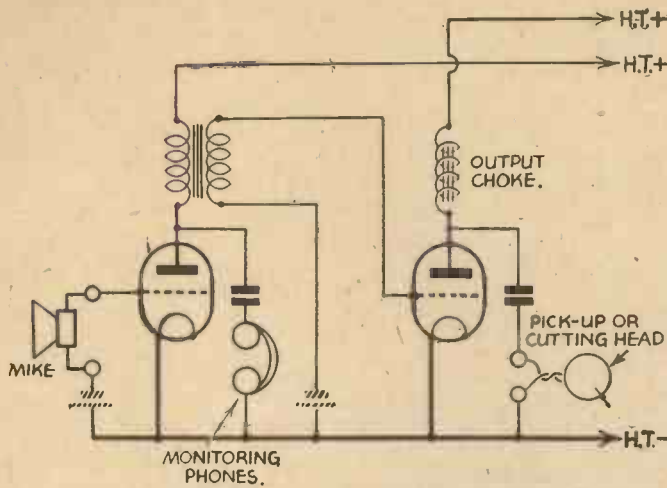 H.T.+
H.T.+
OUTPUT
CHOKE.
PICK-UP OR
CUTTING HEAD
MIKE
MONITORING
PHONES.
H.T.-